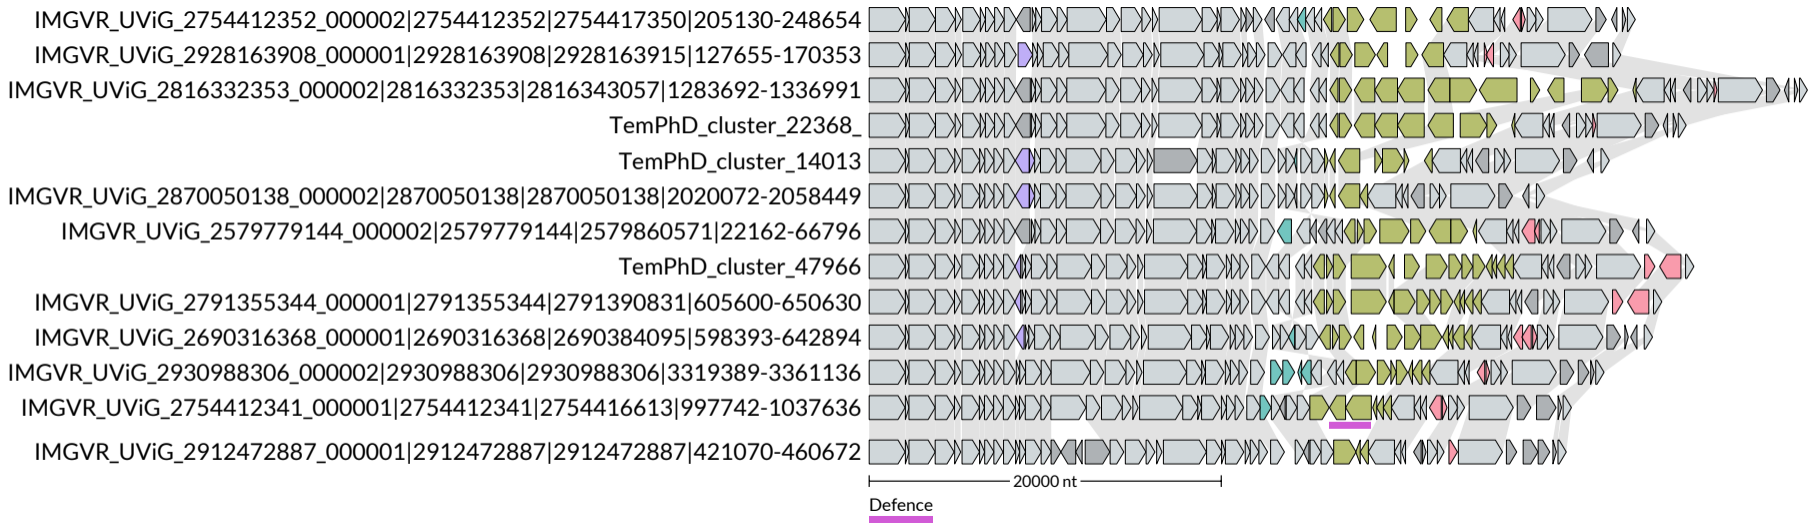 IMGVR_UViG_2754412352_000002|2754412352|2754417350|205130-248654
IMGVR_UViG_2928163908_000001|2928163908|2928163915|127655-170353
IMGVR_UViG_2816332353_000002|2816332353|2816343057|1283692-1336991
TemPhD_cluster_22368_
TemPhD_cluster_14013
IMGVR_UViG_2870050138_000002|2870050138|2870050138|2020072-2058449
IMGVR_UViG_2579779144_000002|2579779144|2579860571|22162-66796
TemPhD_cluster_47966
IMGVR_UViG_2791355344_000001|2791355344|2791390831|605600-650630
IMGVR_UViG_2690316368_000001|2690316368|2690384095|598393-642894
IMGVR_UViG_2930988306_000002|2930988306|2930988306|3319389-3361136
IMGVR_UViG_2754412341_000001|2754412341|2754416613|997742-1037636
IMGVR_UViG_2912472887_000001|2912472887|2912472887|421070-460672
20000 nt
Defence